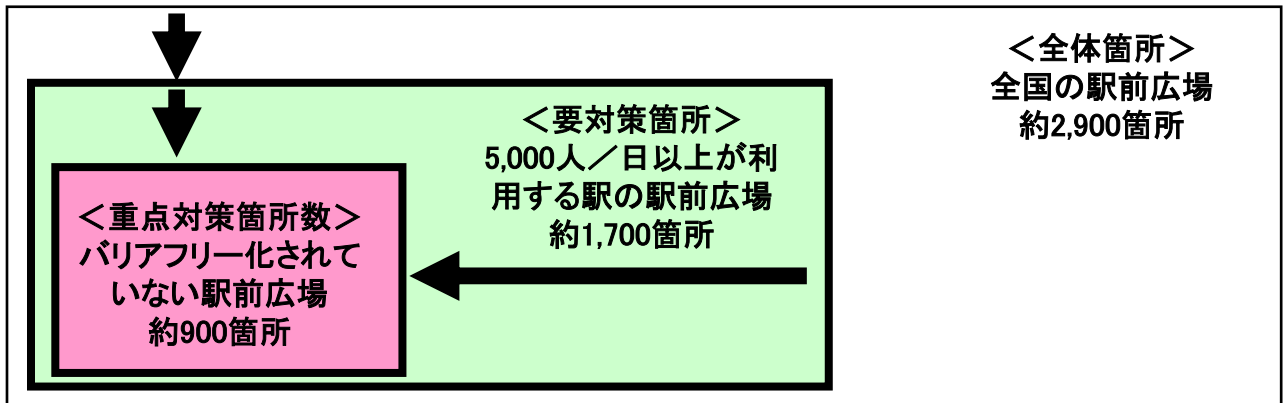 ＜全体箇所＞
全国の駅前広場
約2,900箇所
＜要対策箇所＞
5,000人／日以上が利
用する駅の駅前広場
約1,700箇所
＜重点対策箇所数＞
バリアフリー化されて
いない駅前広場
約900箇所